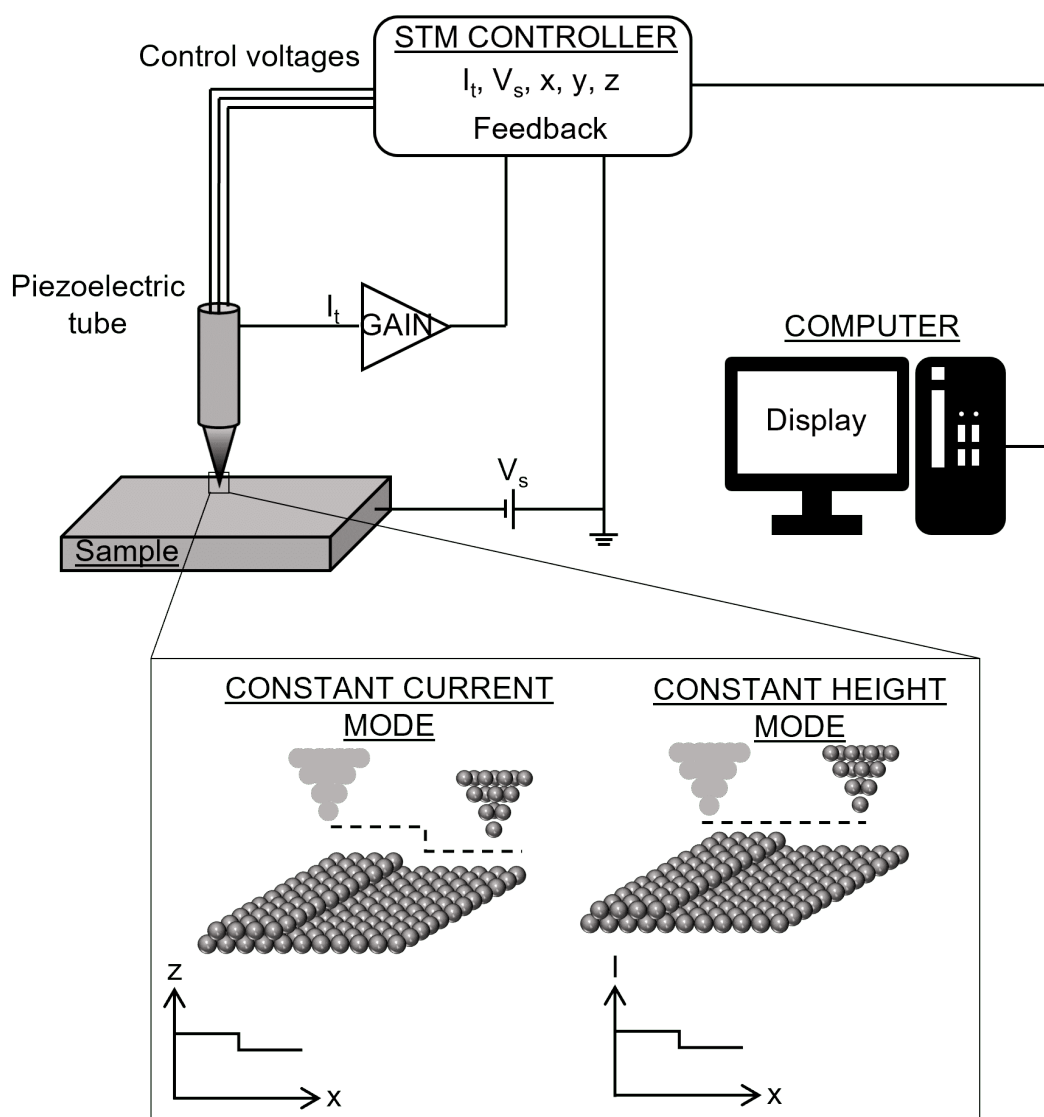 STM CONTROLLER
Control voltages
It, Vs, x, y, z
Feedback
Piezoelectric
tube
It
GAIN
COMPUTER
Display
Vs
Sample
CONSTANT CURRENT
MODE
CONSTANT HEIGHT
MODE
z
x
I
x